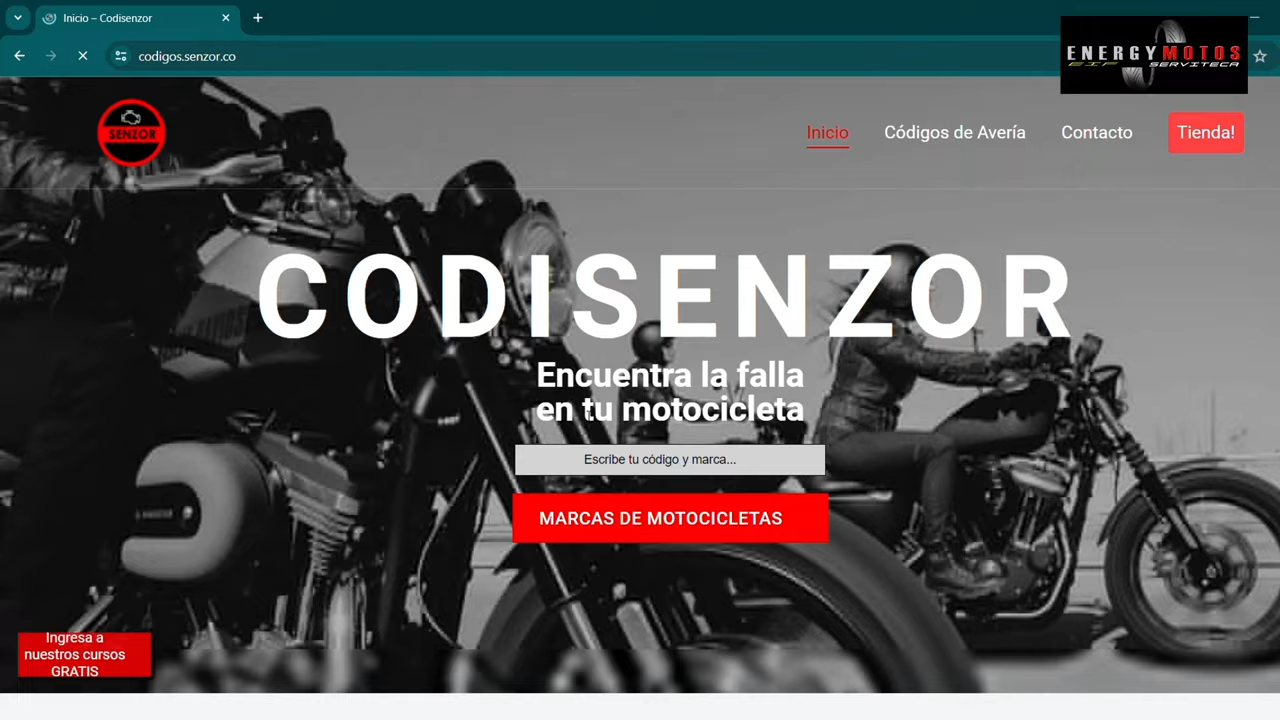 Inicio – Codisenzor
codigos.senzor.co
ENERGYMOTOS
EIF SERVITECA
SENZOR
Inicio
Códigos de Avería
Contacto
Tienda!
CODISENZOR
Encuentra la falla
en tu motocicleta
Escribe tu código y marca...
MARCAS DE MOTOCICLETAS
Ingresa a
nuestros cursos
GRATIS